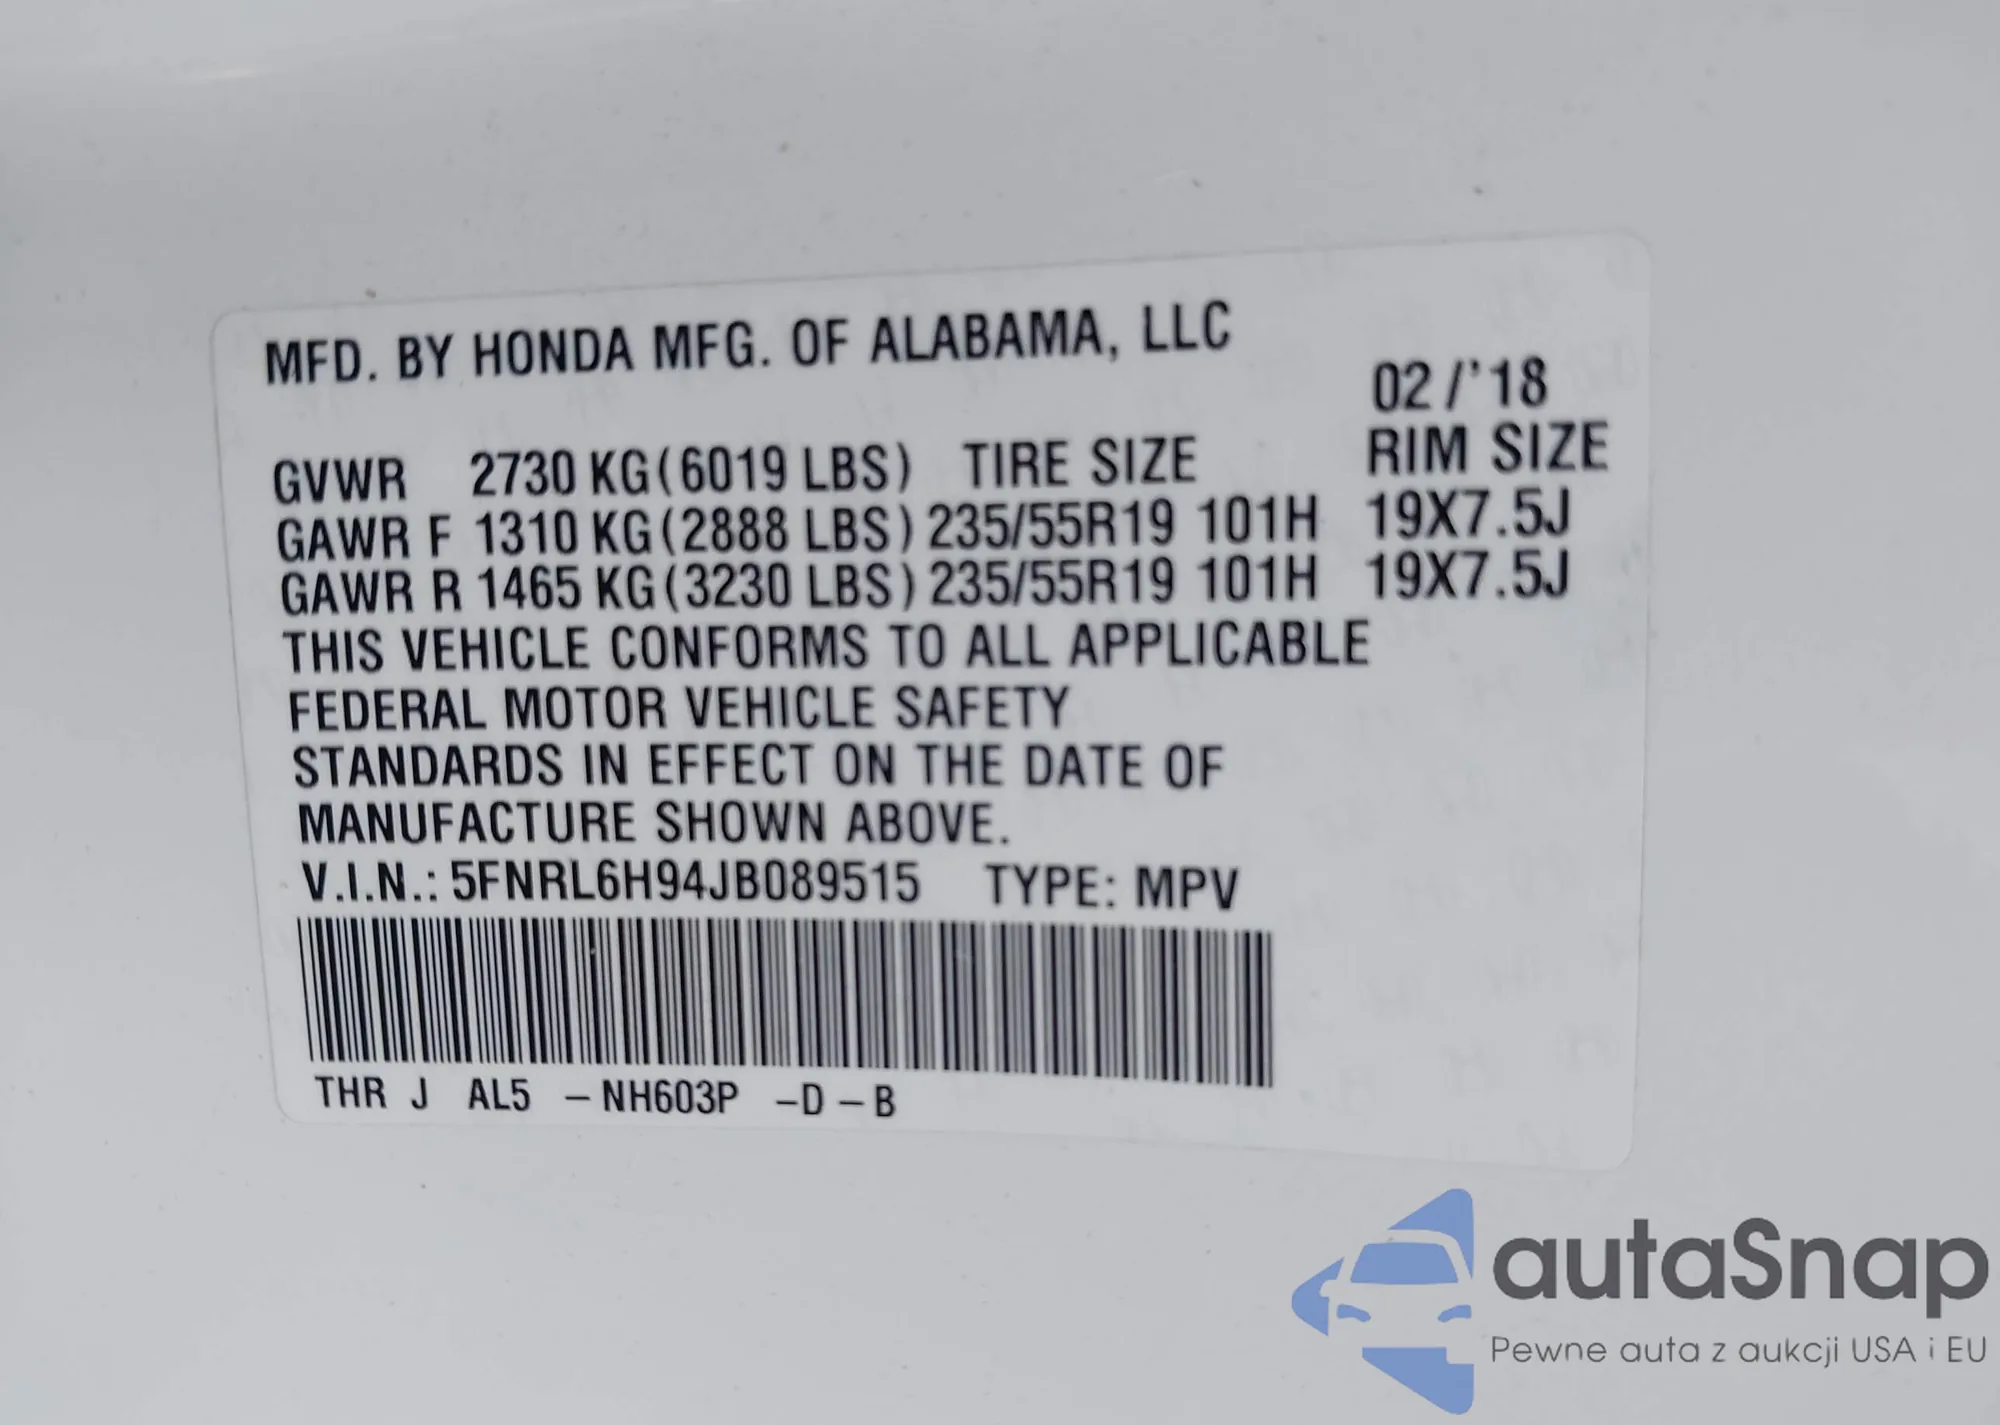 MFD. BY HONDA MFG. OF ALABAMA, LLC
02/'18
GVWR 2730 KG(6019 LBS) TIRE SIZE RIM SIZE
GAWR F 1310 KG(2888 LBS) 235/55R19 101H 19X7.5J
GAWR R 1465 KG(3230 LBS) 235/55R19 101H 19X7.5J
THIS VEHICLE CONFORMS TO ALL APPLICABLE
FEDERAL MOTOR VEHICLE SAFETY
STANDARDS IN EFFECT ON THE DATE OF
MANUFACTURE SHOWN ABOVE.
V.I.N.: 5FNRL6H94JB089515 TYPE: MPV
THR J AL5 –NH603P –D–B
autaSnap
Pewne auta z aukcji USA i EU